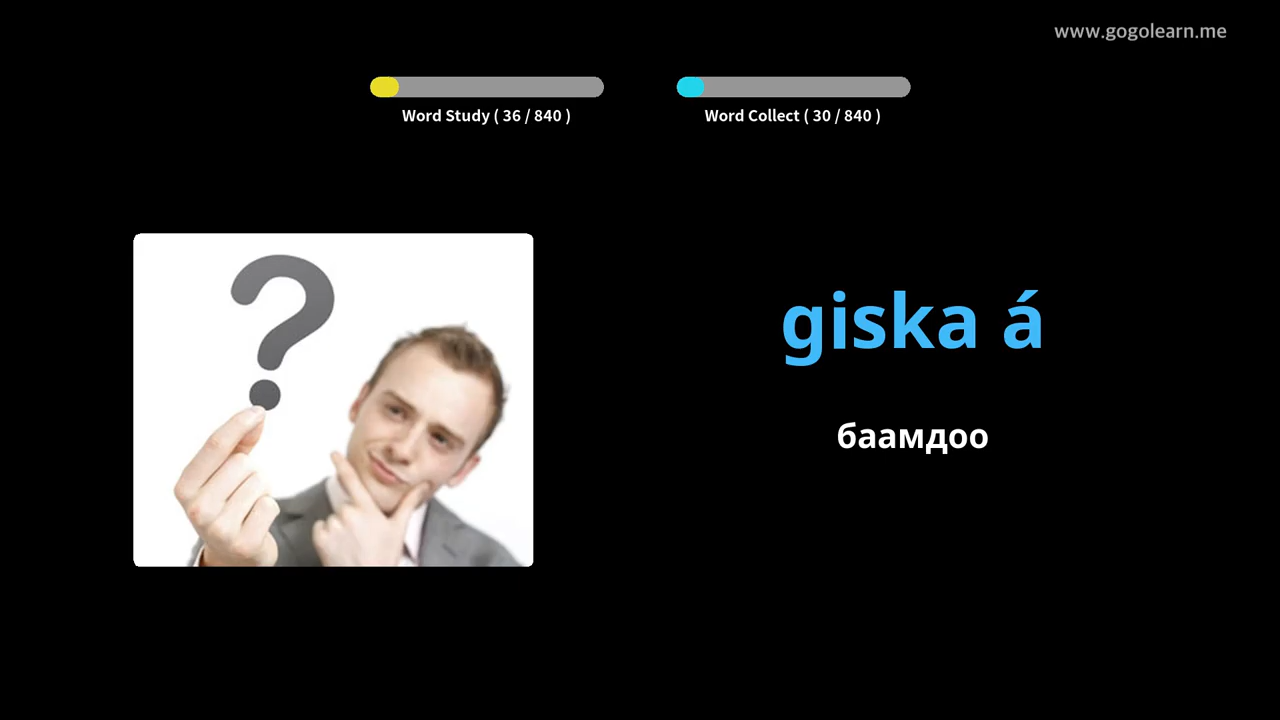 www.gogolearn.me
Word Study ( 36 / 840 )
Word Collect ( 30 / 840 )
giska á
баамдоо